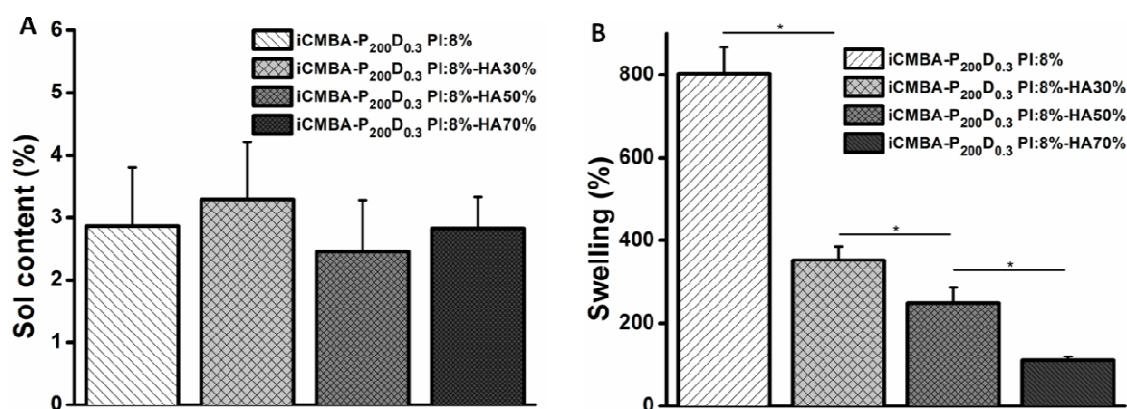 A
Sol content (%)
6
5
4
3
2
1
0
iCMBA-P200D0.3 PI:8%
iCMBA-P200D0.3 PI:8%-HA30%
iCMBA-P200D0.3 PI:8%-HA50%
iCMBA-P200D0.3 PI:8%-HA70%
B
Swelling (%)
800
600
400
200
0
*
*
*
iCMBA-P200D0.3 PI:8%
iCMBA-P200D0.3 PI:8%-HA30%
iCMBA-P200D0.3 PI:8%-HA50%
iCMBA-P200D0.3 PI:8%-HA70%